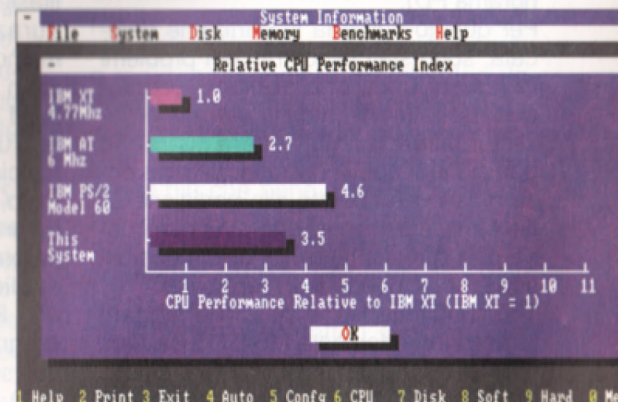 System Information
File System Disk Memory Benchmarks Help
Relative CPU Performance Index
IBM XT
4.77Mhz
1.0
IBM AT
6 Mhz
2.7
IBM PS/2
Model 60
4.6
This
System
3.5
1 2 3 4 5 6 7 8 9 10 11
CPU Performance Relative to IBM XT (IBM XT = 1)
OK
1 Help 2 Print 3 Exit 4 Auto 5 Confg 6 CPU 7 Disk 8 Soft 9 Hard 0 Me